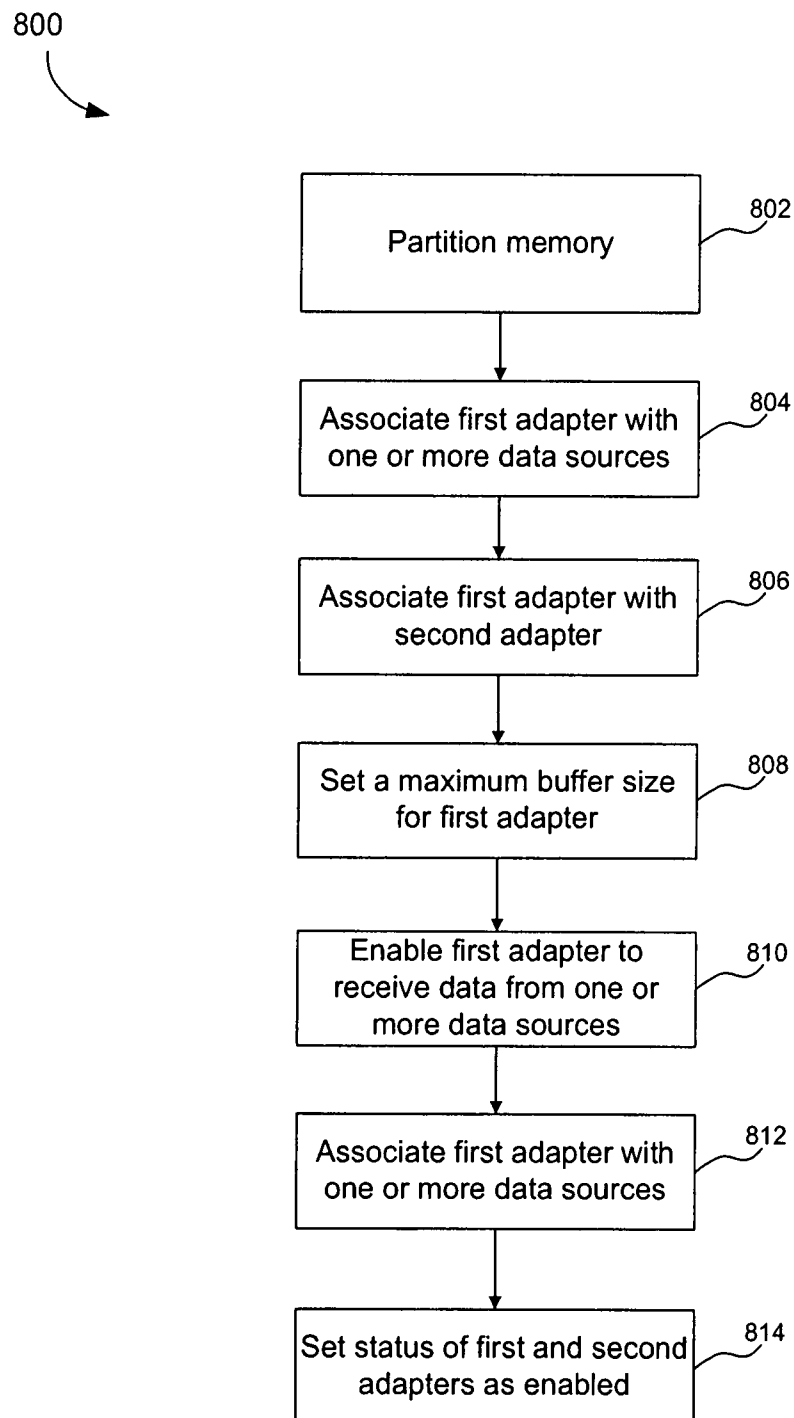 800
Partition memory
802
Associate first adapter with
one or more data sources
804
Associate first adapter with
second adapter
806
Set a maximum buffer size
for first adapter
808
Enable first adapter to
receive data from one or
more data sources
810
Associate first adapter with
one or more data sources
812
Set status of first and second
adapters as enabled
814